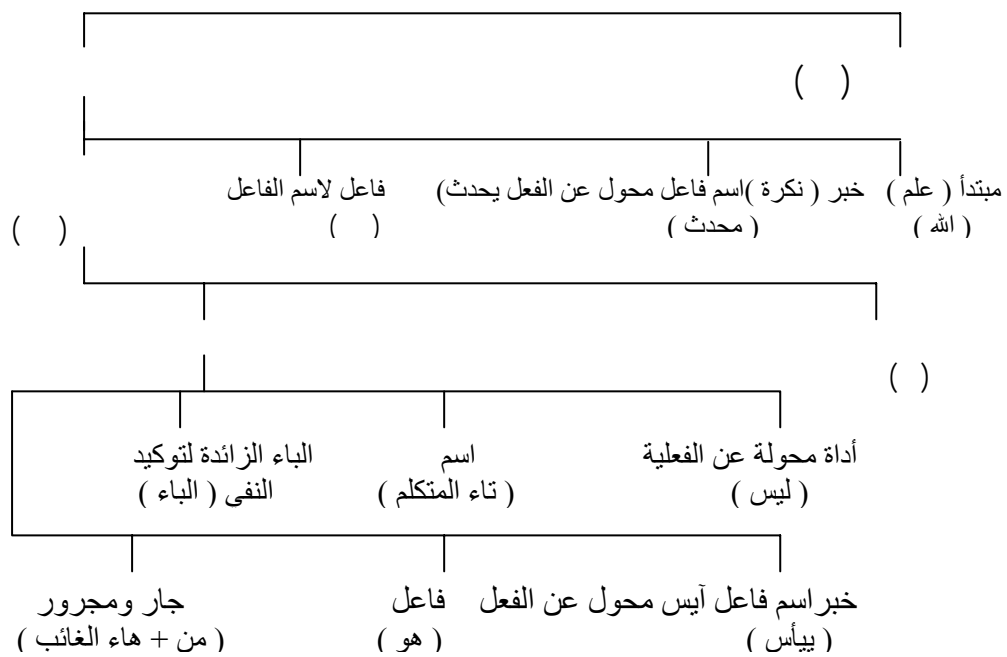 ( )
مبتدأ ( علم ) خبر ( نكرة )اسم فاعل محول عن الفعل يحدث) فاعل لاسم الفاعل
( الله ) ( محدث ) ( ) ( )
( )
أداة محولة عن الفعلية اسم الباء الزائدة لتوكيد
( ليس ) ( تاء المتكلم ) النفى ( الباء )
خبراسم فاعل آيس محول عن الفعل فاعل جار ومجرور
( ييأس ) ( هو ) ( من + هاء الغائب )